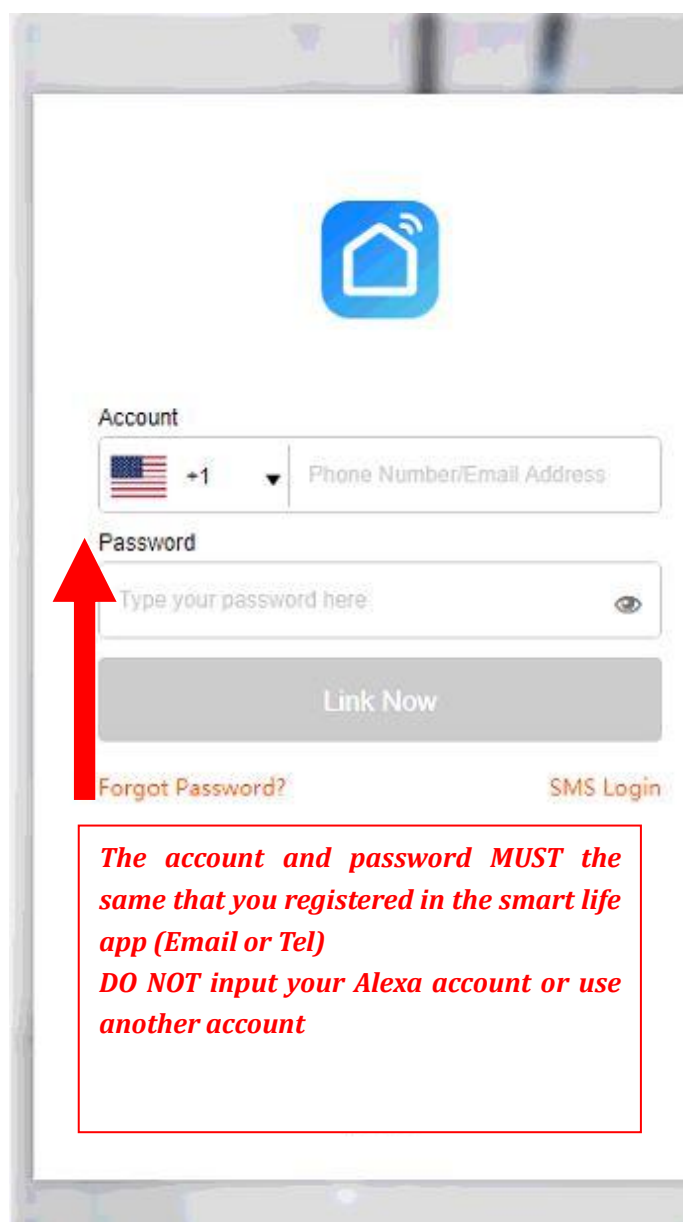 Account
+1 Phone Number/Email Address
Password
Type your password here
Link Now
Forgot Password? SMS Login
The account and password MUST the
same that you registered in the smart life
app (Email or Tel)
DO NOT input your Alexa account or use
another account